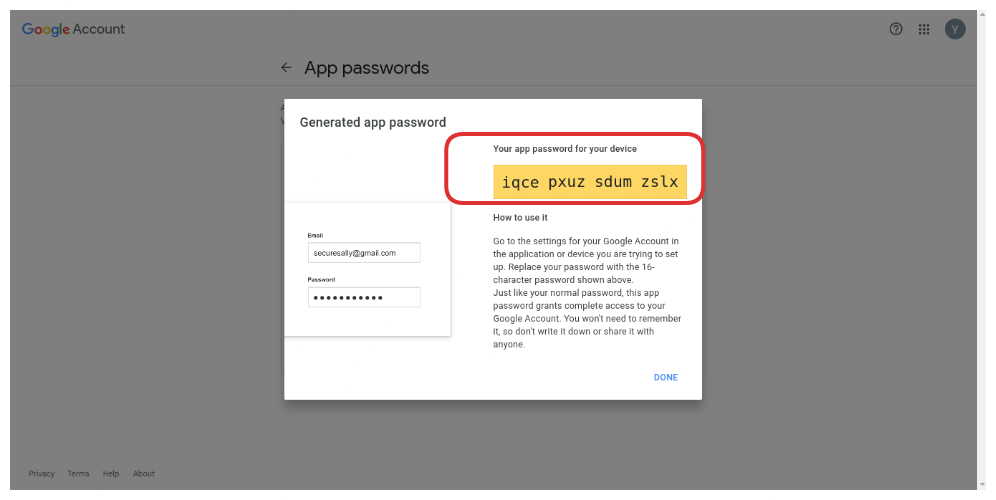 Google Account
Y
App passwords
Generated app password
Your app password for your device
iqce pxuz sdum zslx
Email
securesally@gmail.com
Password
How to use it
Go to the settings for your Google Account in
the application or device you are trying to set
up. Replace your password with the 16-
character password shown above.
Just like your normal password, this app
password grants complete access to your
Google Account. You won't need to remember
it, so don't write it down or share it with
anyone.
DONE
Privacy Terms Help About